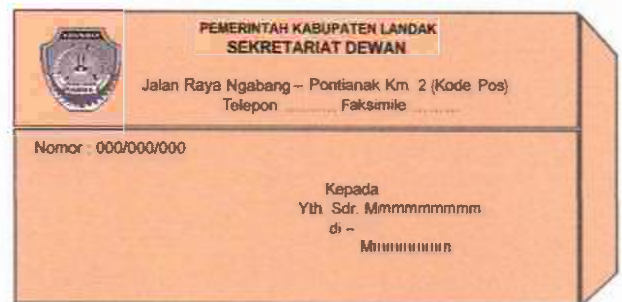 PEMERINTAH KABUPATEN LANDAK
SEKRETARIAT DEWAN
Jalan Raya Ngabang – Pontianak Km. 2 (Kode Pos)
Telepon ............ Faksimile ............
Nomor : 000/000/000
Kepada
Yth. Sdr. Mmmmmmmmm
di –
Mmmmmmmm